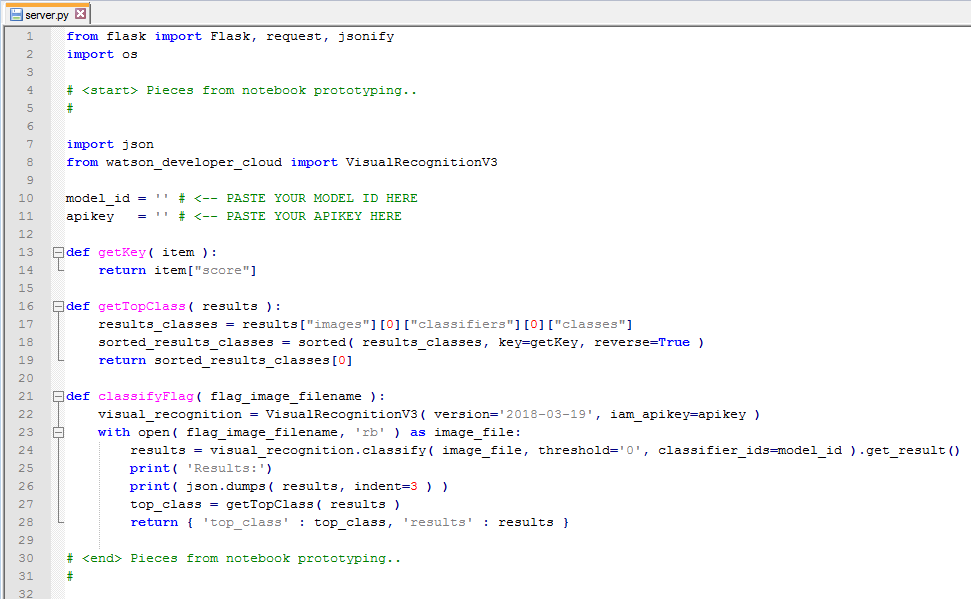 server.py
1 from flask import Flask, request, jsonify
2 import os
3
4 # <start> Pieces from notebook prototyping..
5 #
6
7 import json
8 from watson_developer_cloud import VisualRecognitionV3
9
10 model_id = '' # <-- PASTE YOUR MODEL ID HERE
11 apikey   = '' # <-- PASTE YOUR APIKEY HERE
12
13 def getKey( item ):
14     return item["score"]
15
16 def getTopClass( results ):
17     results_classes = results["images"][0]["classifiers"][0]["classes"]
18     sorted_results_classes = sorted( results_classes, key=getKey, reverse=True )
19     return sorted_results_classes[0]
20
21 def classifyFlag( flag_image_filename ):
22     visual_recognition = VisualRecognitionV3( version='2018-03-19', iam_apikey=apikey )
23     with open( flag_image_filename, 'rb' ) as image_file:
24         results = visual_recognition.classify( image_file, threshold='0', classifier_ids=model_id ).get_result()
25         print( 'Results:')
26         print( json.dumps( results, indent=3 ) )
27         top_class = getTopClass( results )
28         return { 'top_class' : top_class, 'results' : results }
29
30 # <end> Pieces from notebook prototyping..
31 #
32